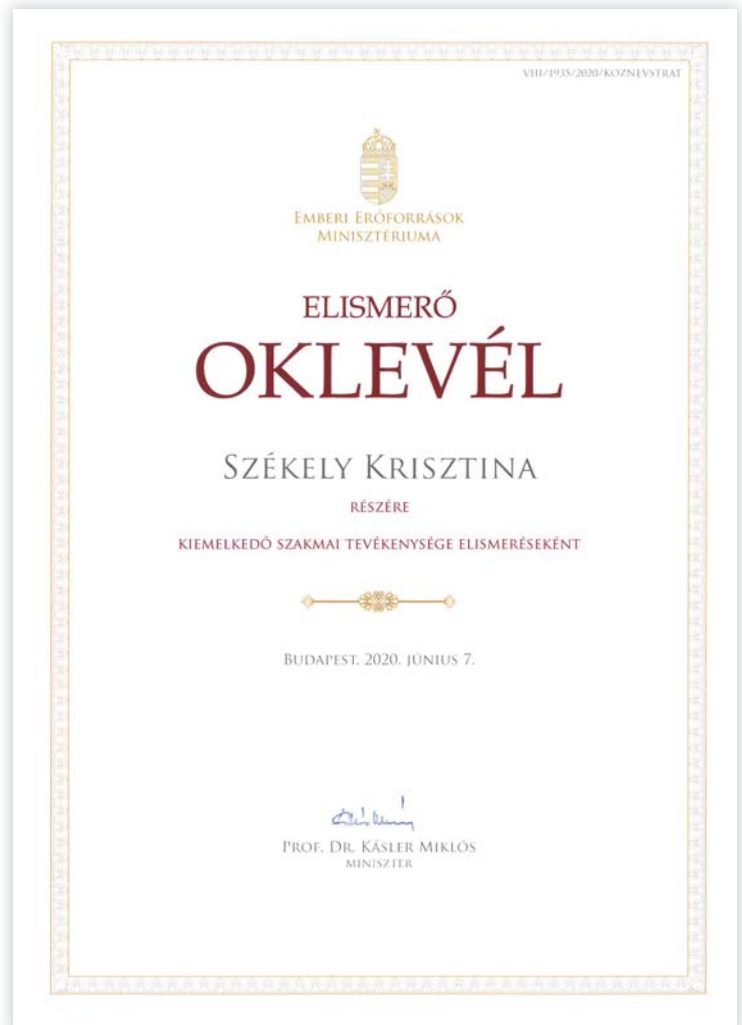 VIII/1935/2020/KOZNEVSTRAT
EMBERI ERŐFORRÁSOK
MINISZTÉRIUMA
ELISMERŐ
OKLEVÉL
SZÉKELY KRISZTINA
RÉSZÉRE
KIEMELKEDŐ SZAKMAI TEVÉKENYSÉGE ELISMERÉSEKÉNT
BUDAPEST, 2020. JÚNIUS 7.
PROF. DR. KÁSLER MIKLÓS
MINISZTER